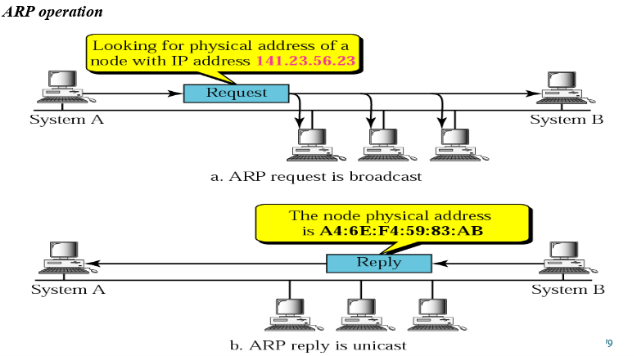 ARP operation
Looking for physical address of a
node with IP address 141.23.56.23
Request
System A
System B
a. ARP request is broadcast
The node physical address
is A4:6E:F4:59:83:AB
Reply
System A
System B
b. ARP reply is unicast